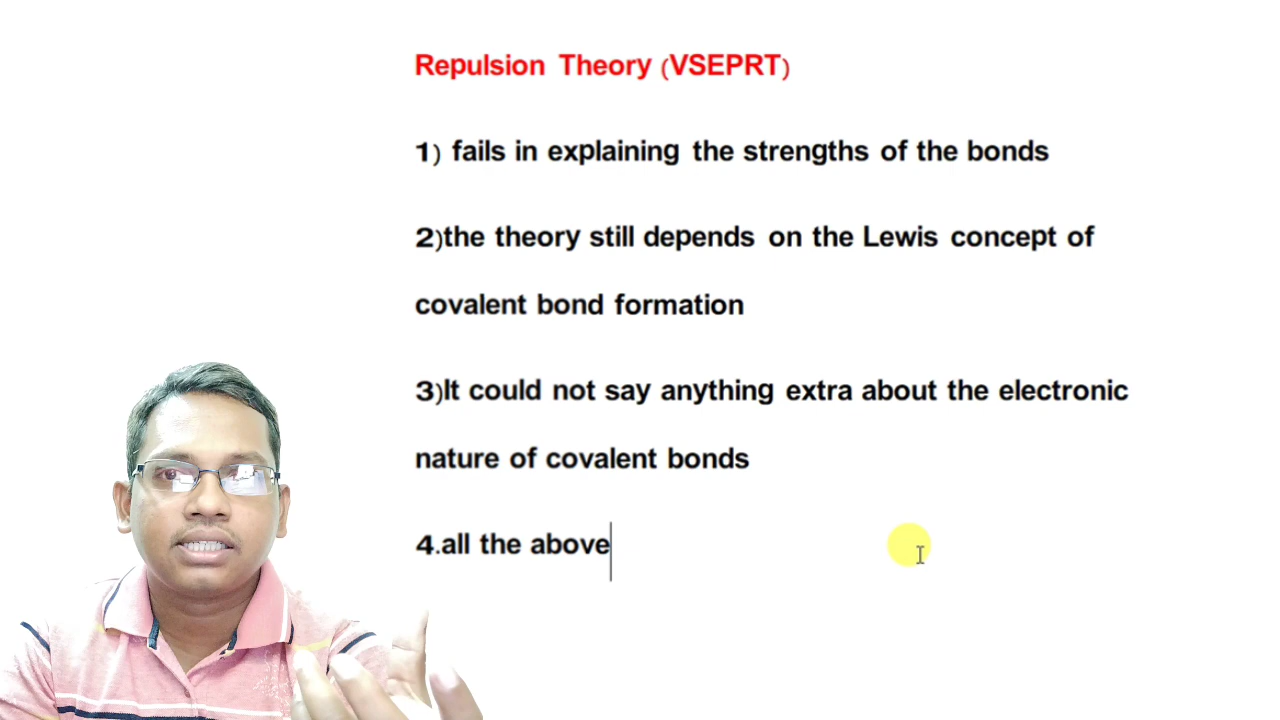 Repulsion Theory (VSEPRT)
1) fails in explaining the strengths of the bonds
2)the theory still depends on the Lewis concept of
covalent bond formation
3)It could not say anything extra about the electronic
nature of covalent bonds
4.all the above